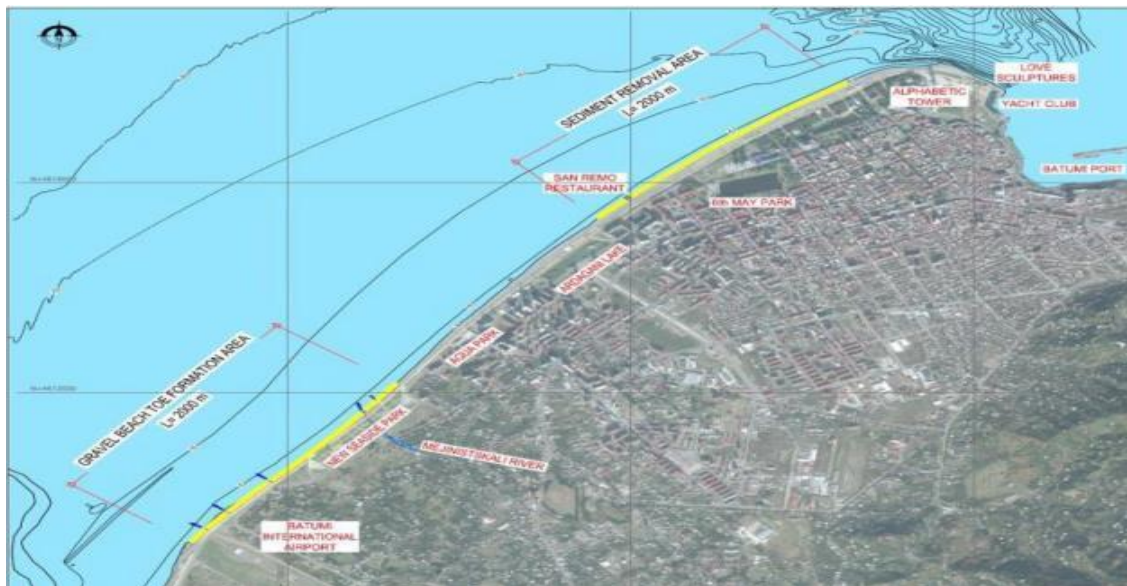 LOVE
SCULPTURES
ALPHABETIC
TOWER
YACHT CLUB
SEDIMENT REMOVAL AREA
L= 2000 m
BATUMI PORT
SAN REMO
RESTAURANT
6th MAY PARK
ARDAGANI LAKE
AQUA PARK
GRAVEL BEACH TOE FORMATION AREA
L= 2000 m
NEW SEASIDE PARK
MEJINISTSKALI RIVER
BATUMI
INTERNATIONAL
AIRPORT